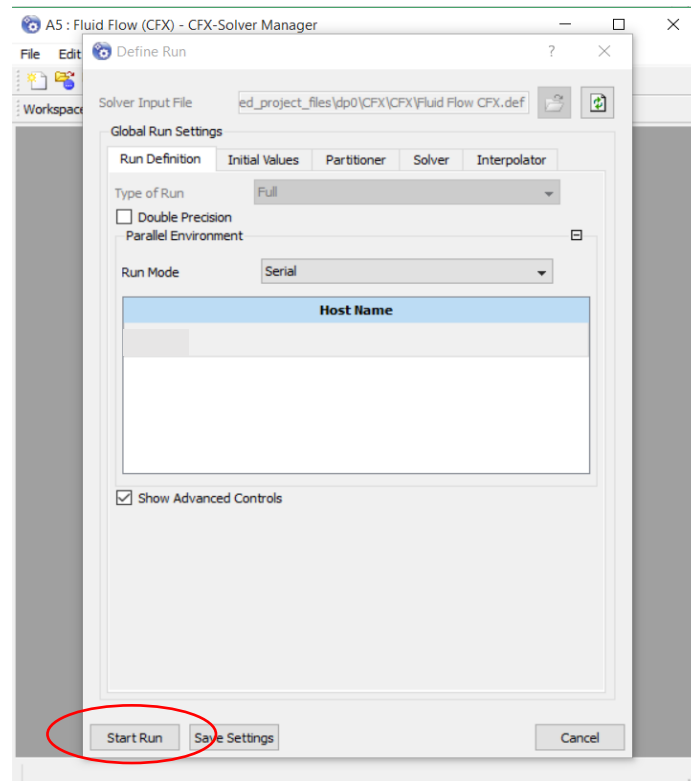 A5 : Fluid Flow (CFX) - CFX-Solver Manager
File Edit
Define Run
?
Workspace
Solver Input File ed_project_files\dp0\CFX\CFX\Fluid Flow CFX.def
Global Run Settings
Run Definition Initial Values Partitioner Solver Interpolator
Type of Run Full
Double Precision
Parallel Environment
Run Mode Serial
Host Name
Show Advanced Controls
Start Run Save Settings Cancel